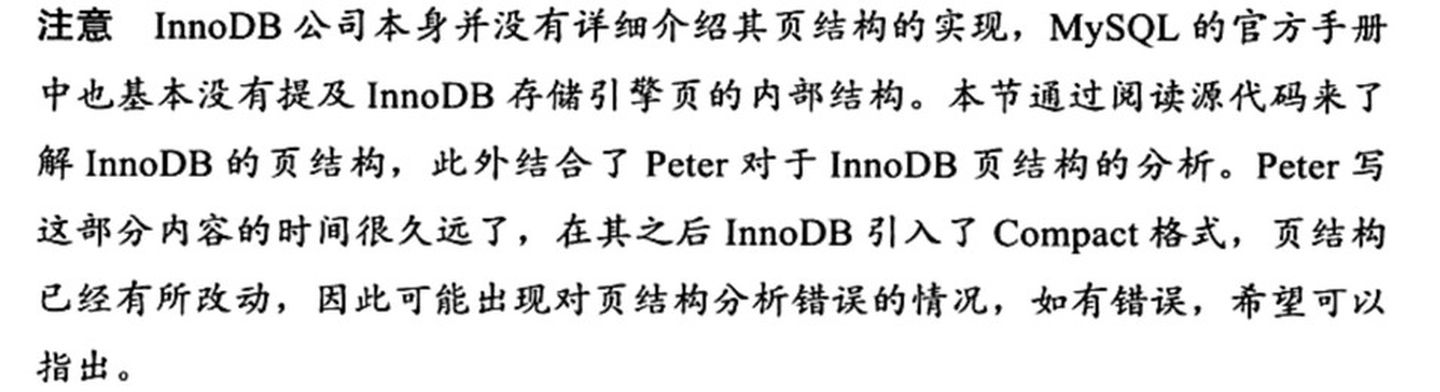 注意 InnoDB 公司本身并没有详细介绍其页结构的实现，MySQL 的官方手册
中也基本没有提及 InnoDB 存储引擎页的内部结构。本节通过阅读源代码来了
解 InnoDB 的页结构，此外结合了 Peter 对于 InnoDB 页结构的分析。Peter 写
这部分内容的时间很久远了，在其之后 InnoDB 引入了 Compact 格式，页结构
已经有所改动，因此可能出现对页结构分析错误的情况，如有错误，希望可以
指出。